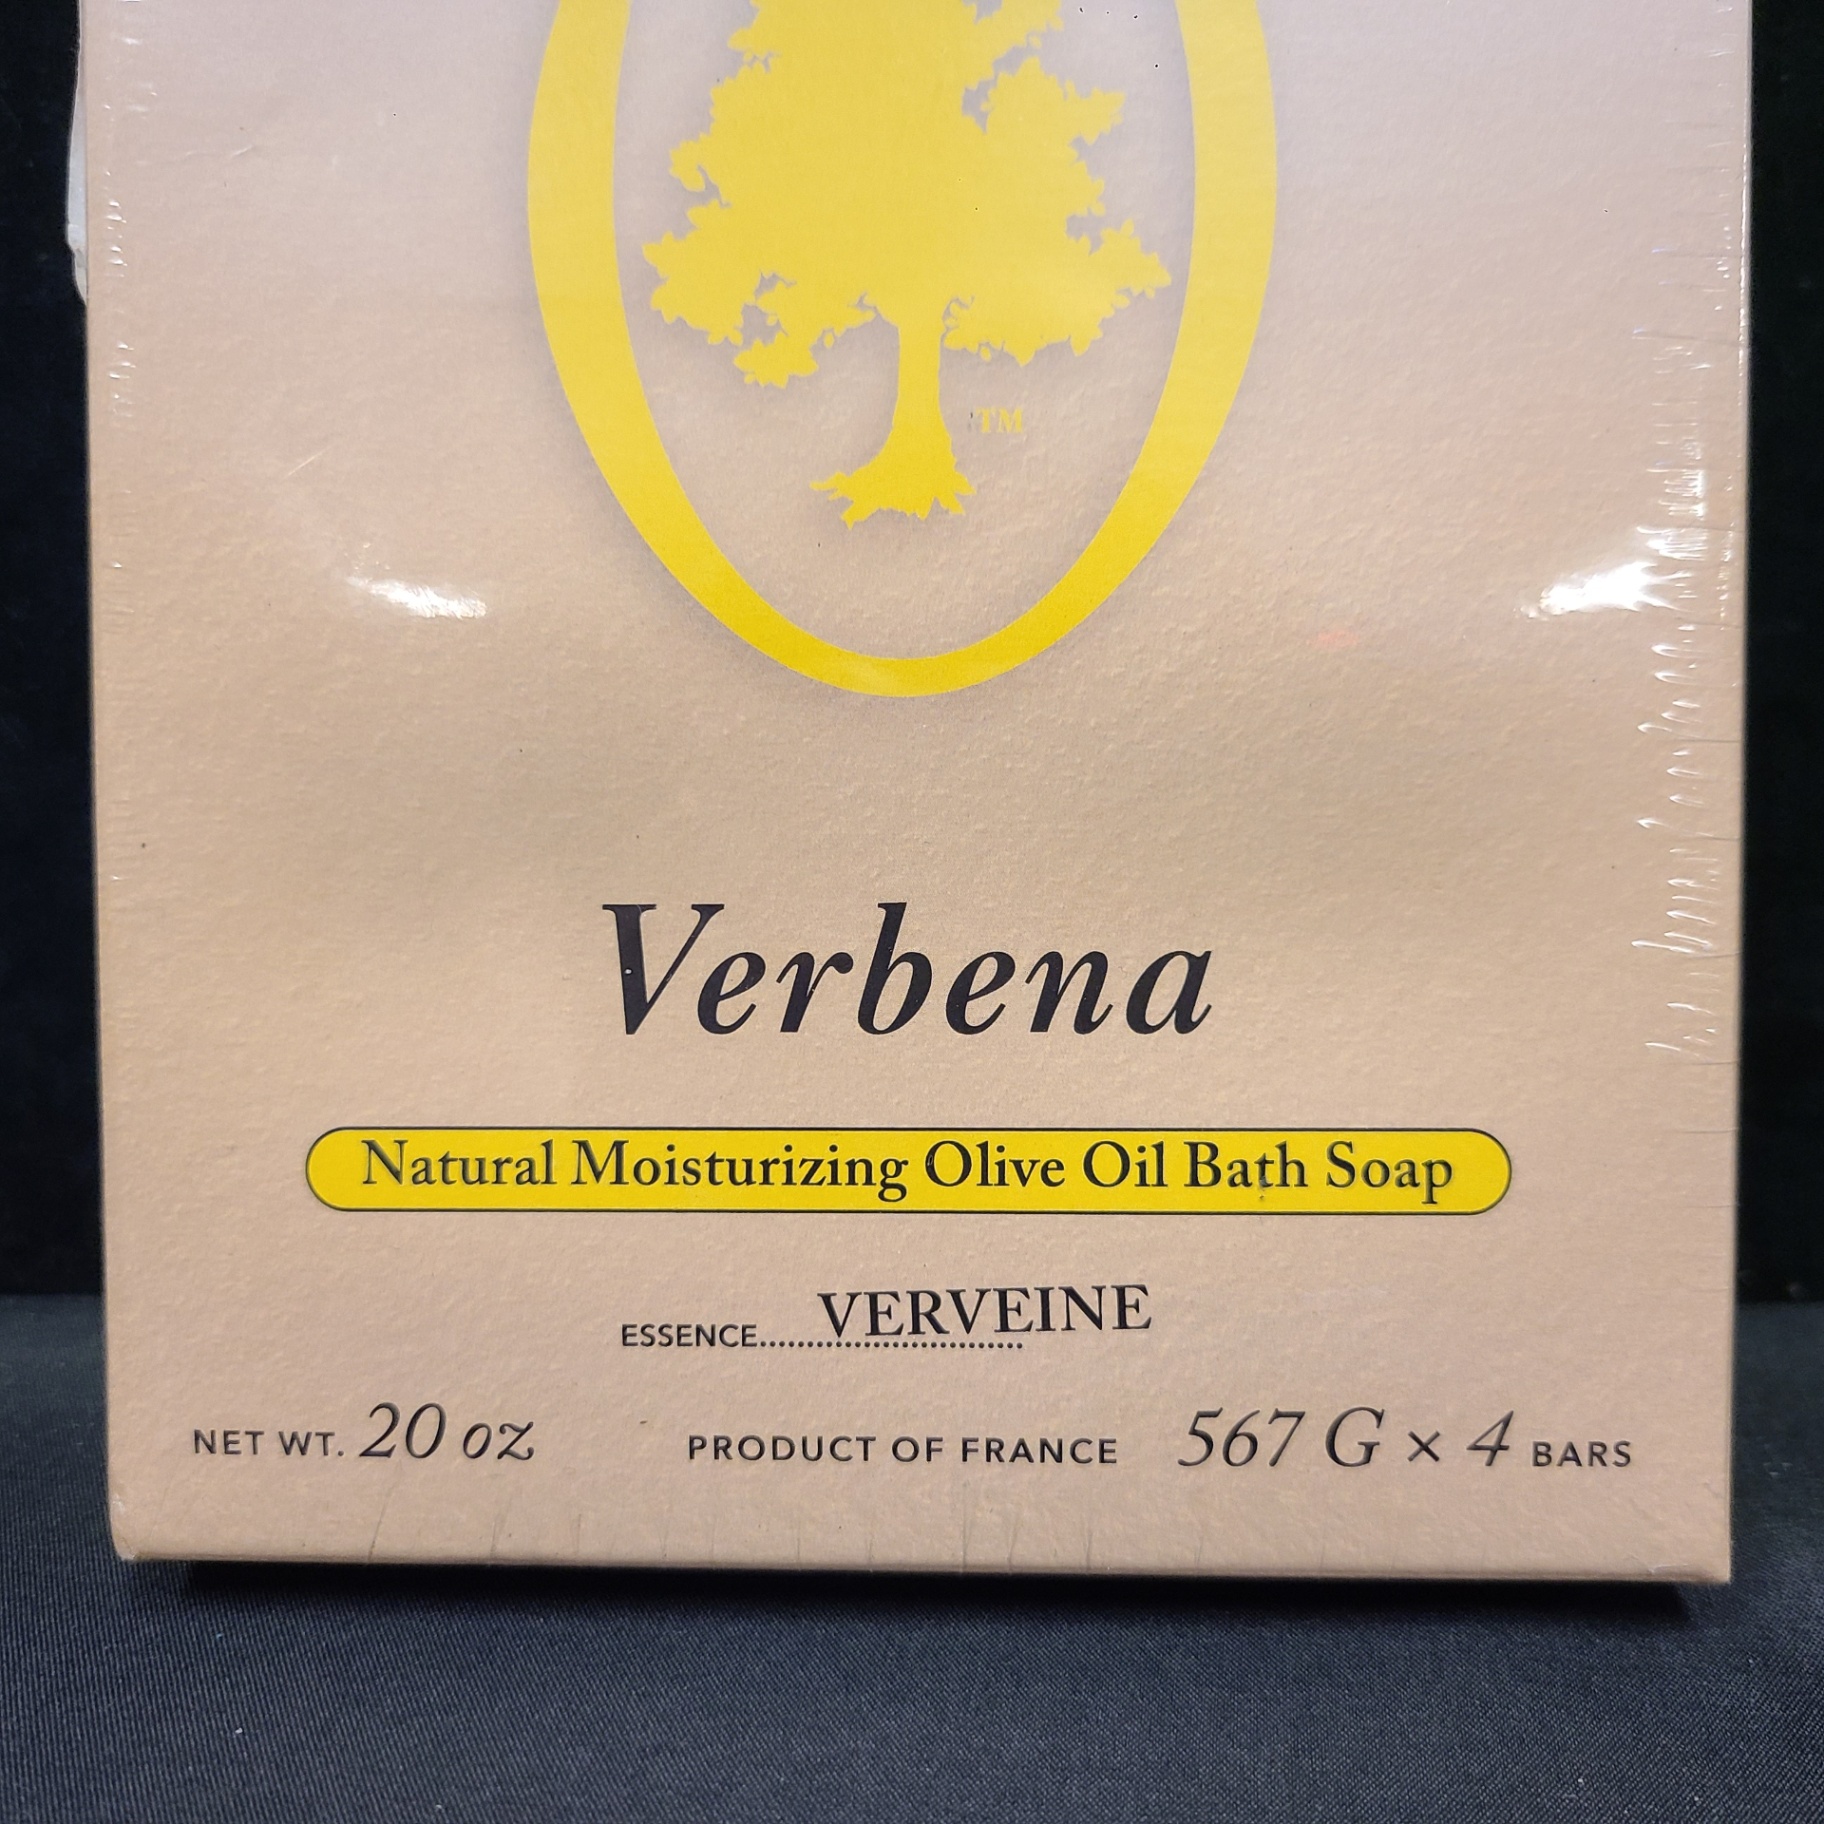 TM
Verbena
Natural Moisturizing Olive Oil Bath Soap
ESSENCE..............................VERVEINE
NET WT. 20 oz PRODUCT OF FRANCE 567 G × 4 BARS